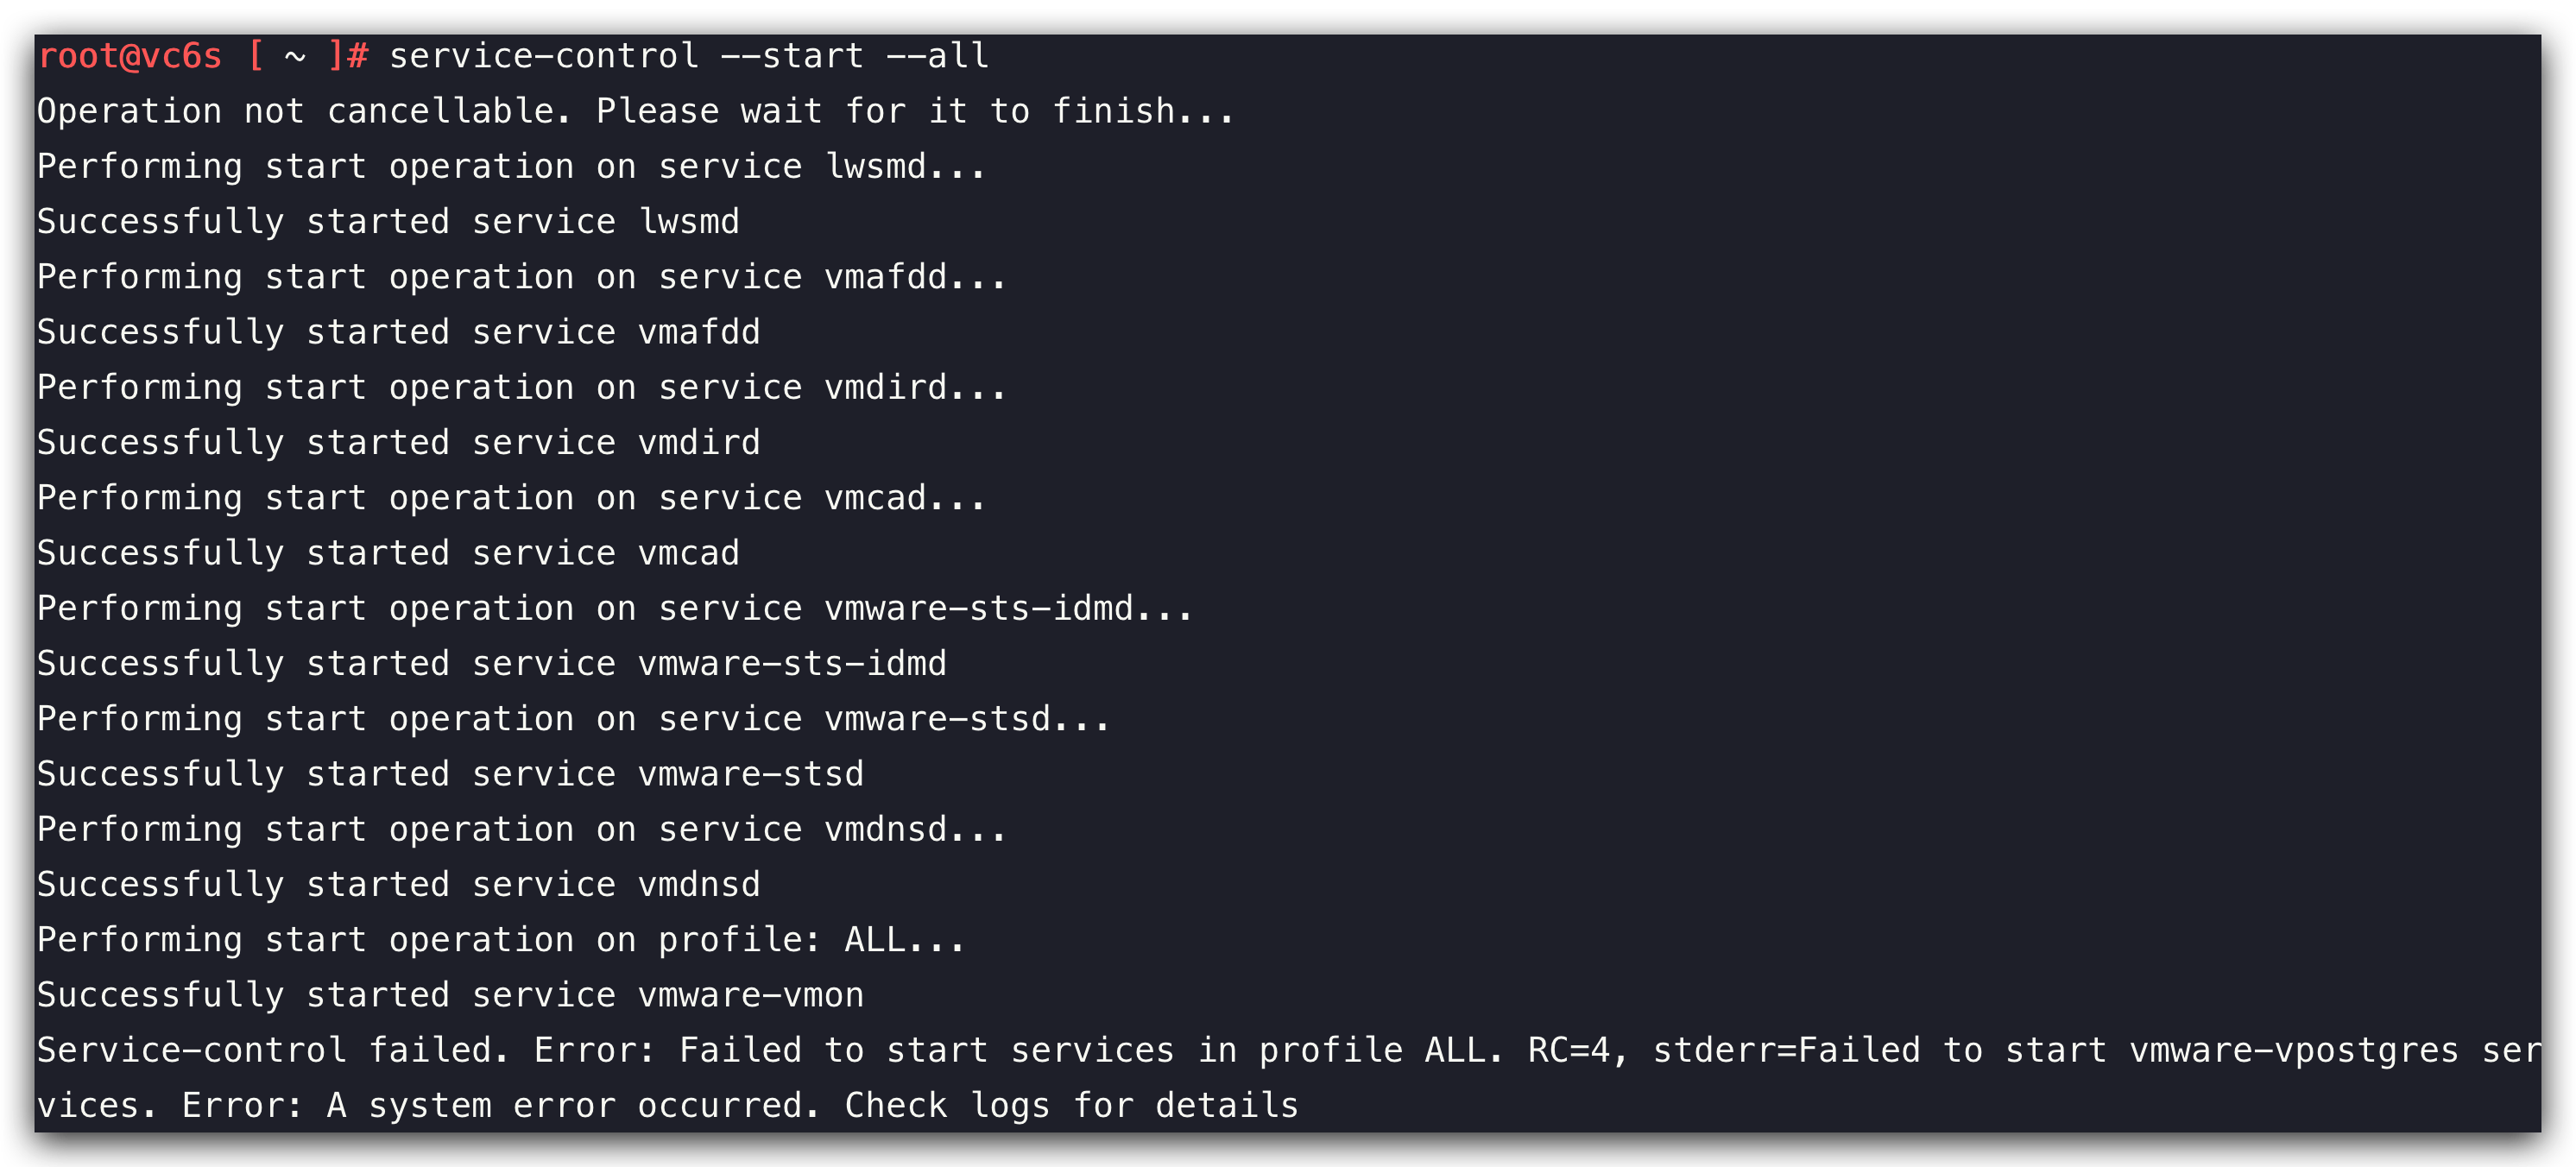 root@vc6s [ ~ ]# service-control --start --all
Operation not cancellable. Please wait for it to finish...
Performing start operation on service lwsmd...
Successfully started service lwsmd
Performing start operation on service vmafdd...
Successfully started service vmafdd
Performing start operation on service vmdird...
Successfully started service vmdird
Performing start operation on service vmcad...
Successfully started service vmcad
Performing start operation on service vmware-sts-idmd...
Successfully started service vmware-sts-idmd
Performing start operation on service vmware-stsd...
Successfully started service vmware-stsd
Performing start operation on service vmdnsd...
Successfully started service vmdnsd
Performing start operation on profile: ALL...
Successfully started service vmware-vmon
Service-control failed. Error: Failed to start services in profile ALL. RC=4, stderr=Failed to start vmware-vpostgres ser
vices. Error: A system error occurred. Check logs for details